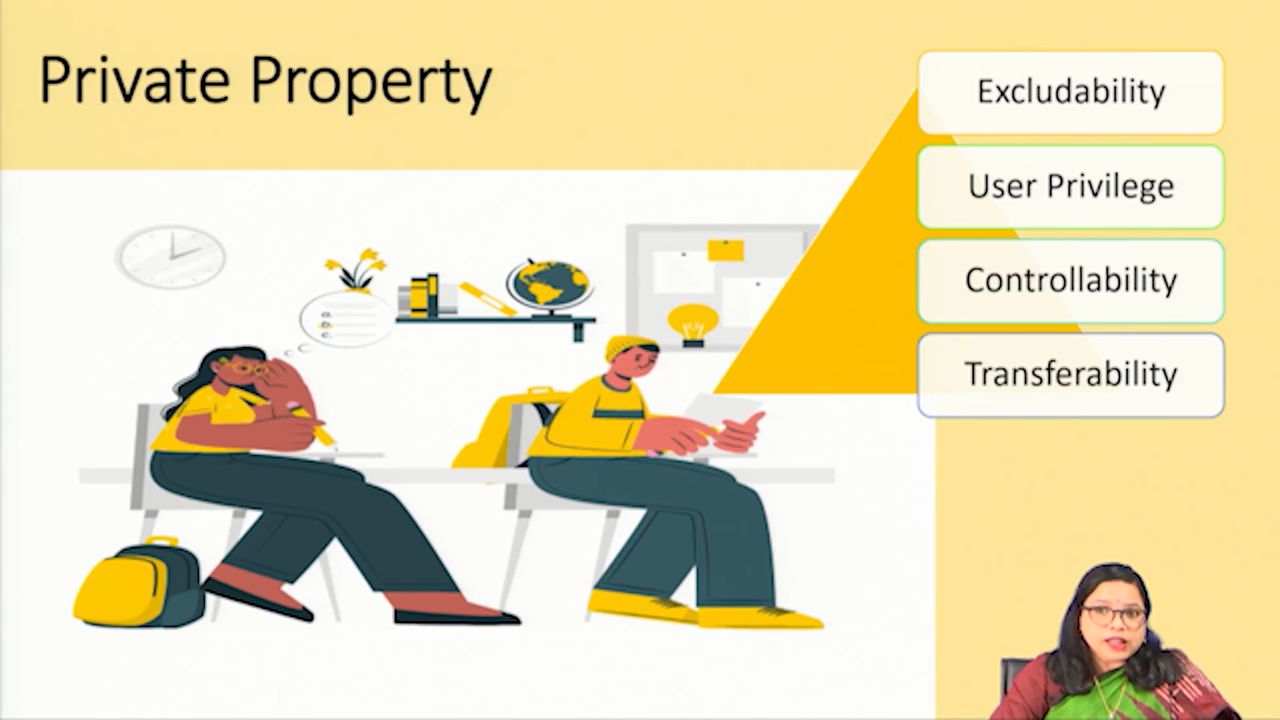 Private Property
Excludability
User Privilege
Controllability
Transferability
a.
b.
c.